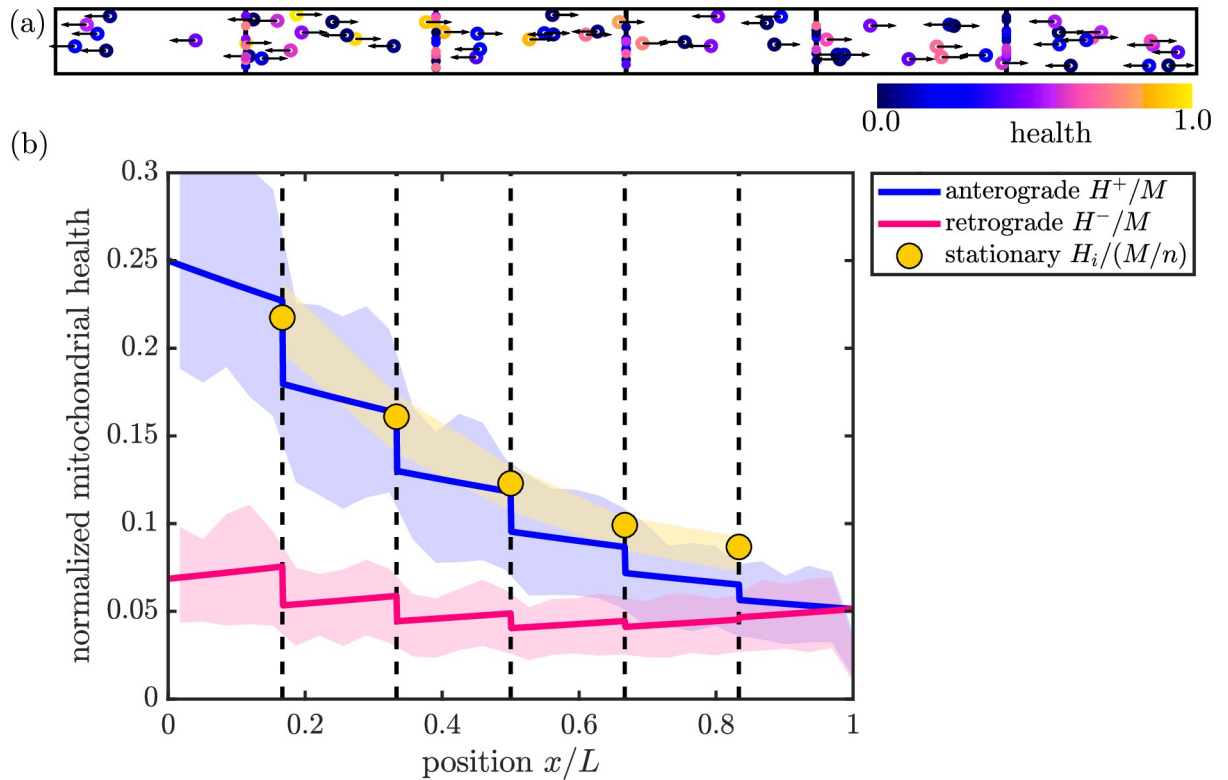 (a)
0.0 1.0
health
(b)
0.3
0.25
0.2
0.15
0.1
0.05
0
normalized mitochondrial health
0 0.2 0.4 0.6 0.8 1
position x/L
anterograde H⁺/M
retrograde H⁻/M
stationary Hᵢ/(M/n)